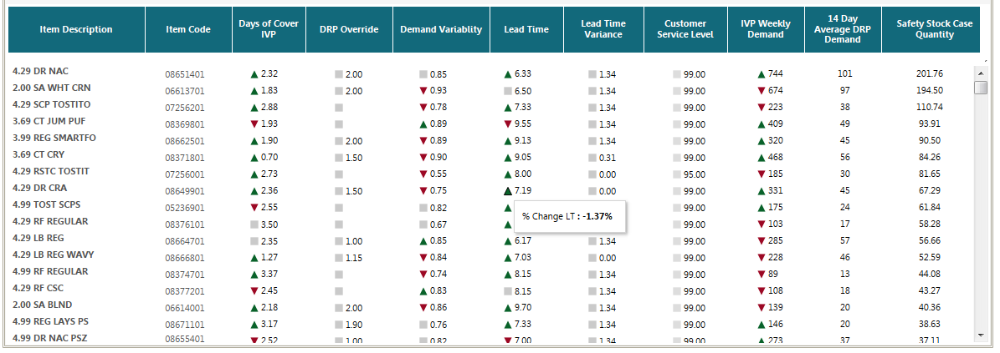 Item Description Item Code Days of Cover IVP DRP Override Demand Variablity Lead Time Lead Time Variance Customer Service Level IVP Weekly Demand 14 Day Average DRP Demand Safety Stock Case Quantity
4.29 DR NAC 08651401 2.32 2.00 0.85 6.33 1.34 99.00 744 101 201.76
2.00 SA WHT CRN 06613701 1.83 2.00 0.93 6.50 1.34 99.00 674 97 194.50
4.29 SCP TOSTITO 07256201 2.88 0.78 7.33 1.34 99.00 223 38 110.74
3.69 CT JUM PUF 08369801 1.93 0.89 9.55 1.34 99.00 409 49 93.91
3.99 REG SMARTFO 08662501 1.90 2.00 0.89 9.13 1.34 99.00 320 45 90.50
3.69 CT CRY 08371801 0.70 1.50 0.90 9.05 0.31 99.00 468 56 84.26
4.29 RSTC TOSTIT 07256001 2.73 0.55 8.00 0.00 95.00 185 30 81.65
4.29 DR CRA 08649901 2.36 1.50 0.75 7.19 0.00 99.00 331 45 67.29
4.99 TOST SCPS 05236901 2.55 0.82 99.00 175 24 61.84
% Change LT : -1.37%
4.29 RF REGULAR 08376101 3.50 0.67 99.00 103 17 58.28
4.29 LB REG 08664701 2.35 1.00 0.85 6.17 1.34 99.00 285 57 56.66
4.29 LB REG WAVY 08666801 1.27 1.15 0.84 7.03 0.00 99.00 228 46 52.59
4.99 RF REGULAR 08374701 3.37 0.74 8.15 1.34 99.00 89 13 44.08
4.29 RF CSC 08377201 2.45 0.83 8.15 1.34 99.00 108 18 43.27
2.00 SA BLND 06614001 2.18 2.00 0.86 9.70 1.34 99.00 139 20 40.36
4.99 REG LAYS PS 08671101 3.17 1.90 0.76 7.33 1.34 99.00 146 20 38.63
4.99 DR NAC PSZ 08655401 2.52 1.00 0.82 7.00 1.34 99.00 273 37 37.11